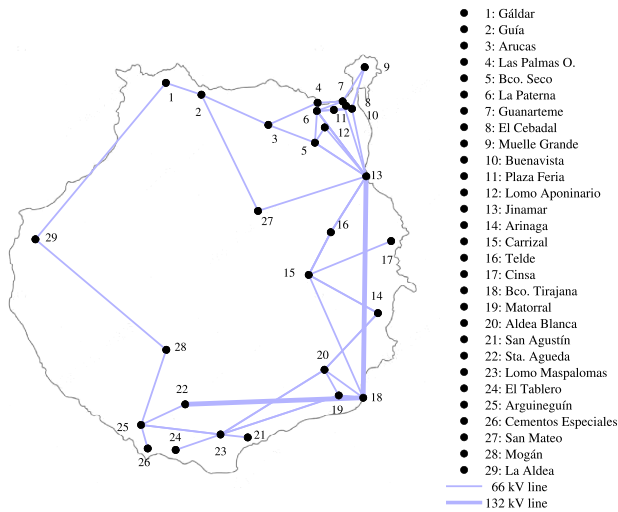 1: Gáldar
2: Guía
3: Arucas
4: Las Palmas O.
5: Bco. Seco
6: La Paterna
7: Guanarteme
8: El Cebadal
9: Muelle Grande
10: Buenavista
11: Plaza Feria
12: Lomo Aponinario
13: Jinamar
14: Arinaga
15: Carrizal
16: Telde
17: Cinsa
18: Bco. Tirajana
19: Matorral
20: Aldea Blanca
21: San Agustín
22: Sta. Agueda
23: Lomo Maspalomas
24: El Tablero
25: Arguineguín
26: Cementos Especiales
27: San Mateo
28: Mogán
29: La Aldea
66 kV line
132 kV line
1
2
3
4
5
6
7
8
9
10
11
12
13
14
15
16
17
18
19
20
21
22
23
24
25
26
27
28
29